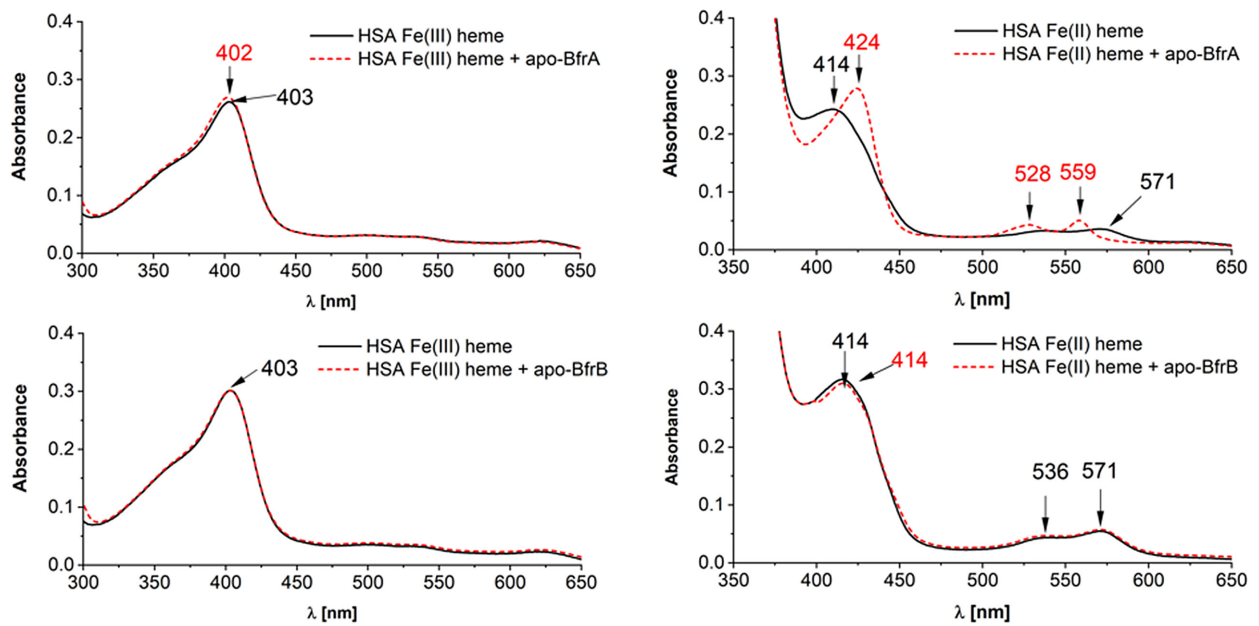 HSA Fe(III) heme
HSA Fe(III) heme + apo-BfrA
402
403
Absorbance
0.4
0.3
0.2
0.1
0.0
300 350 400 450 500 550 600 650
λ [nm]
HSA Fe(II) heme
HSA Fe(II) heme + apo-BfrA
414
424
528
559
571
Absorbance
0.4
0.3
0.2
0.1
0.0
350 400 450 500 550 600 650
λ [nm]
HSA Fe(III) heme
HSA Fe(III) heme + apo-BfrB
403
Absorbance
0.4
0.3
0.2
0.1
0.0
300 350 400 450 500 550 600 650
λ [nm]
HSA Fe(II) heme
HSA Fe(II) heme + apo-BfrB
414
414
536
571
Absorbance
0.4
0.3
0.2
0.1
0.0
350 400 450 500 550 600 650
λ [nm]